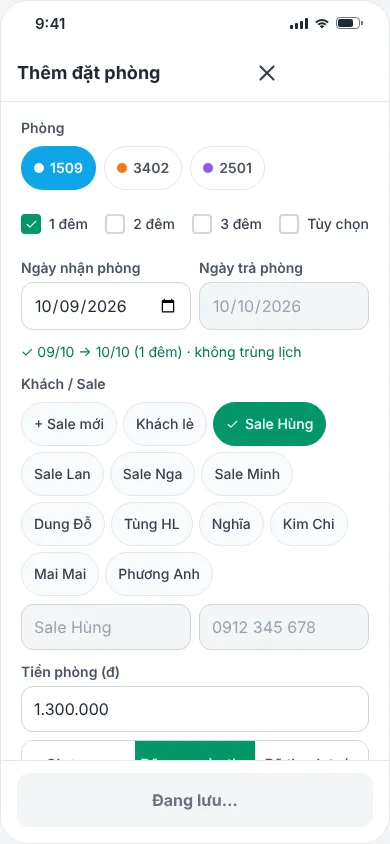 9:41
Thêm đặt phòng
Phòng
1509 3402 2501
1 đêm 2 đêm 3 đêm Tùy chọn
Ngày nhận phòng Ngày trả phòng
10/09/2026 10/10/2026
✓ 09/10 → 10/10 (1 đêm) · không trùng lịch
Khách / Sale
+ Sale mới Khách lẻ ✓ Sale Hùng
Sale Lan Sale Nga Sale Minh
Dung Đỗ Tùng HL Nghĩa Kim Chi
Mai Mai Phương Anh
Sale Hùng 0912 345 678
Tiền phòng (đ)
1.300.000
Đang lưu...